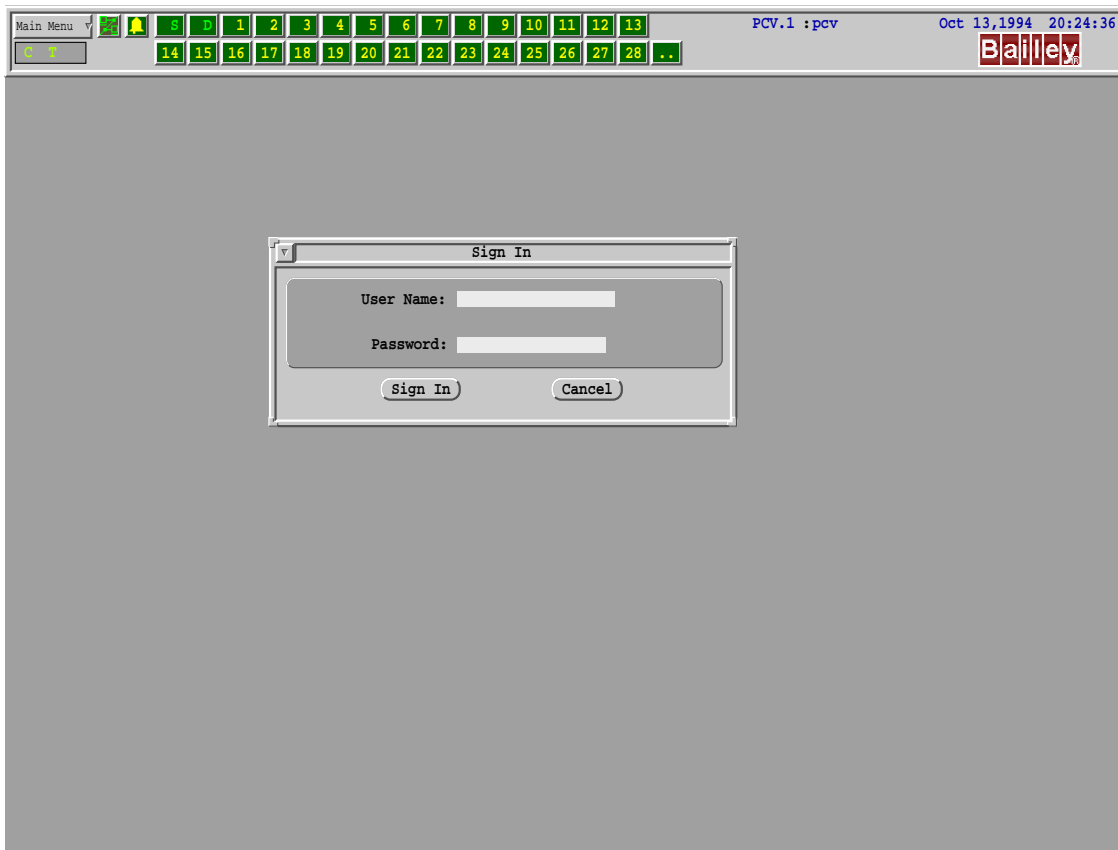 Main Menu S D 1 2 3 4 5 6 7 8 9 10 11 12 13 PCV.1 :pcv Oct 13,1994 20:24:36
C T 14 15 16 17 18 19 20 21 22 23 24 25 26 27 28 .. Bailey®
Sign In
User Name:
Password:
Sign In Cancel